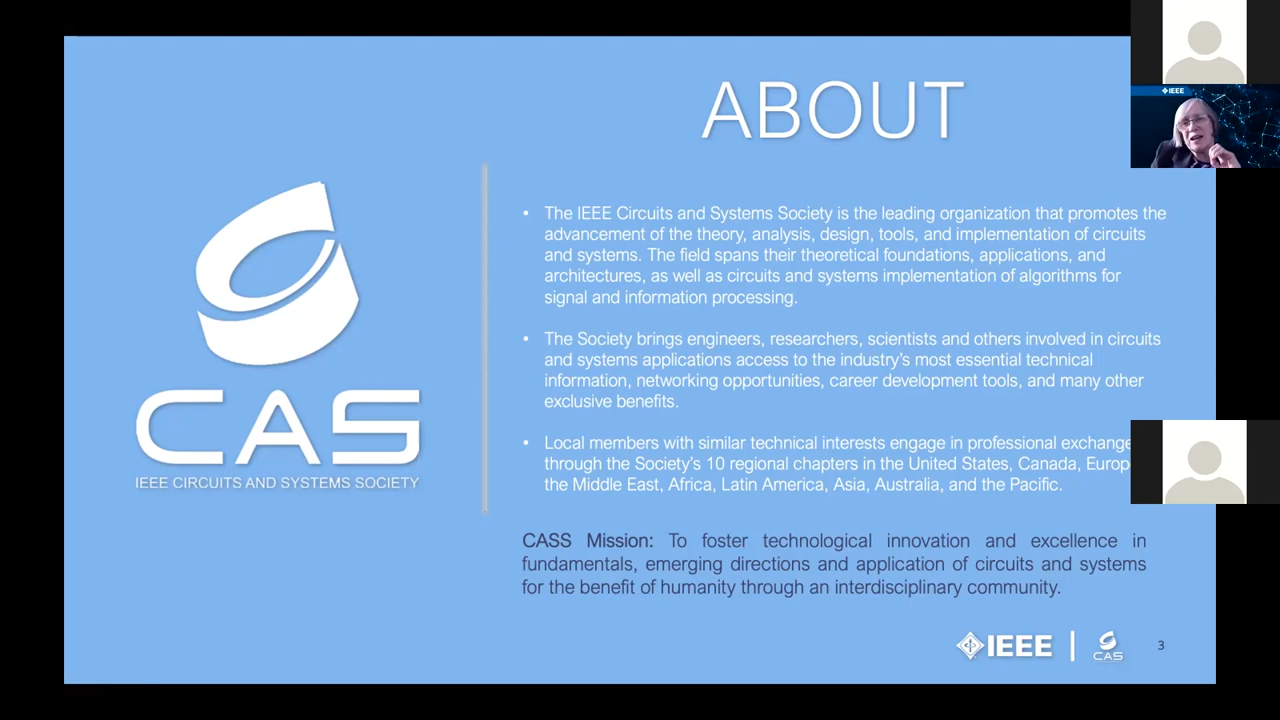 ABOUT
IEEE
• The IEEE Circuits and Systems Society is the leading organization that promotes the
advancement of the theory, analysis, design, tools, and implementation of circuits
and systems. The field spans their theoretical foundations, applications, and
architectures, as well as circuits and systems implementation of algorithms for
signal and information processing.
• The Society brings engineers, researchers, scientists and others involved in circuits
and systems applications access to the industry's most essential technical
information, networking opportunities, career development tools, and many other
exclusive benefits.
• Local members with similar technical interests engage in professional exchange
through the Society's 10 regional chapters in the United States, Canada, Europ
the Middle East, Africa, Latin America, Asia, Australia, and the Pacific.
CAS
IEEE CIRCUITS AND SYSTEMS SOCIETY
CASS Mission: To foster technological innovation and excellence in
fundamentals, emerging directions and application of circuits and systems
for the benefit of humanity through an interdisciplinary community.
IEEE
CAS
3